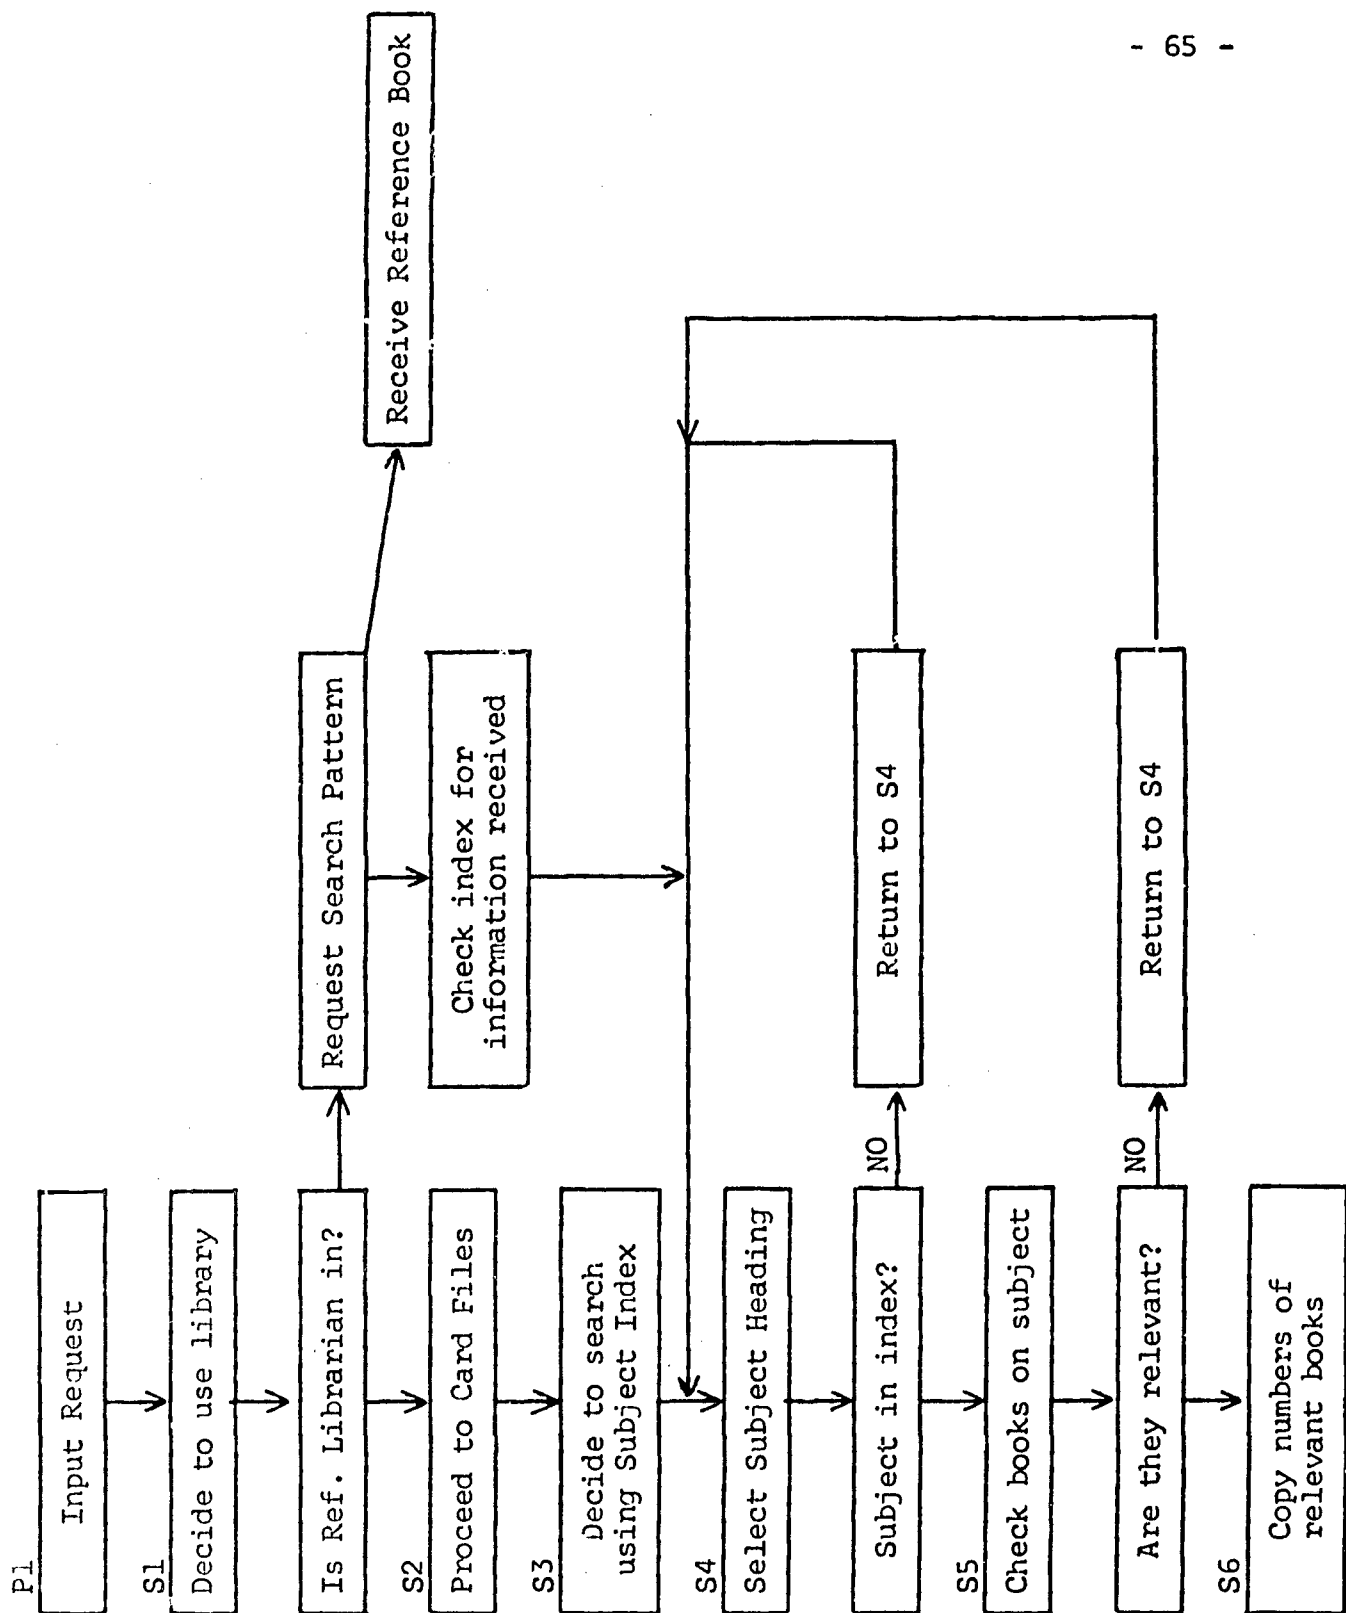 - 65 -
P1
Input Request
S1
Decide to use library
Is Ref. Librarian in?
Request Search Pattern
Receive Reference Book
Check index for
information received
S2
Proceed to Card Files
S3
Decide to search
using Subject Index
S4
Select Subject Heading
Subject in index?
NO
Return to S4
S5
Check books on subject
Are they relevant?
NO
Return to S4
S6
Copy numbers of
relevant books